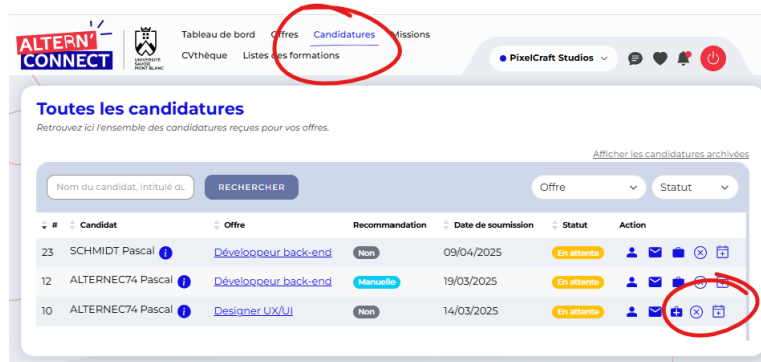 ALTERN'
CONNECT
UNIVERSITÉ
SAVOIE
MONT BLANC
Tableau de bord Offres Candidatures Missions
CVthèque Listes des formations
PixelCraft Studios
Toutes les candidatures
Retrouvez ici l'ensemble des candidatures reçues pour vos offres.
Afficher les candidatures archivées
Nom du candidat, intitulé du RECHERCHER Offre Statut
# Candidat Offre Recommandation Date de soumission Statut Action
23 SCHMIDT Pascal Développeur back-end Non 09/04/2025 En attente
12 ALTERNEC74 Pascal Développeur back-end Manuelle 19/03/2025 En attente
10 ALTERNEC74 Pascal Designer UX/UI Non 14/03/2025 En attente